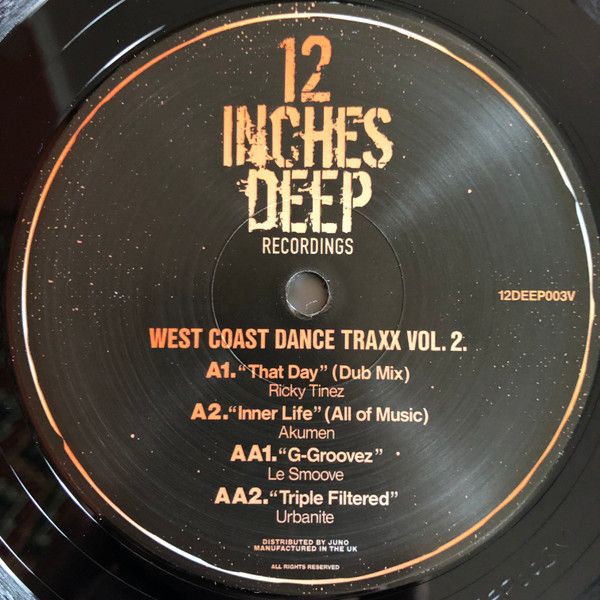 12
INCHES
DEEP
RECORDINGS
12DEEP003V
WEST COAST DANCE TRAXX VOL. 2.
A1. "That Day" (Dub Mix)
Ricky Tinez
A2. "Inner Life" (All of Music)
Akumen
AA1. "G-Groovez"
Le Smoove
AA2. "Triple Filtered"
Urbanite
DISTRIBUTED BY JUNO
MANUFACTURED IN THE UK
ALL RIGHTS RESERVED